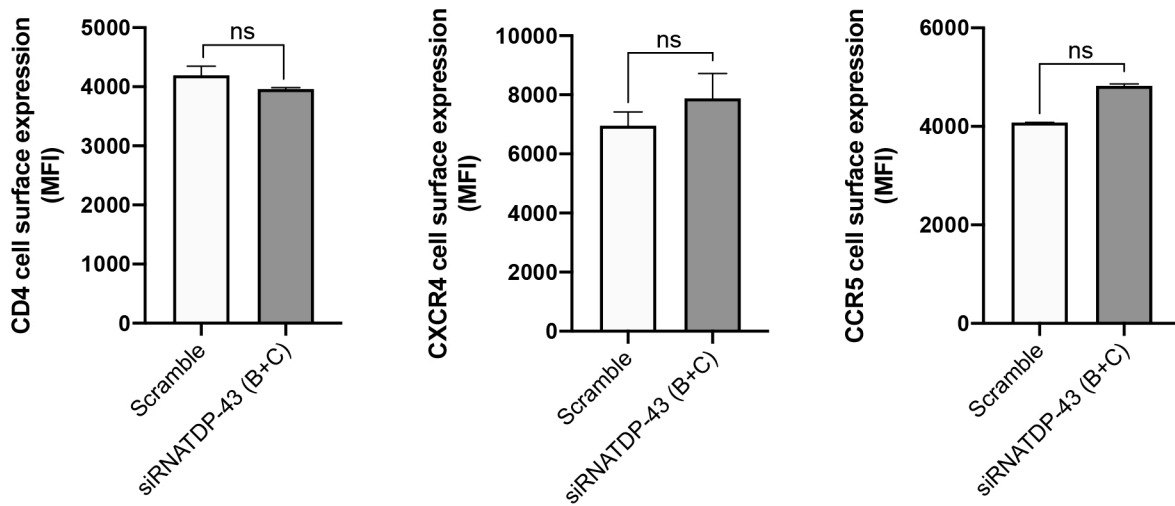 CD4 cell surface expression
(MFI)
5000
4000
3000
2000
1000
0
ns
Scramble
siRNATDP-43 (B+C)
CXCR4 cell surface expression
(MFI)
10000
8000
6000
4000
2000
0
ns
Scramble
siRNATDP-43 (B+C)
CCR5 cell surface expression
(MFI)
6000
4000
2000
0
ns
Scramble
siRNATDP-43 (B+C)